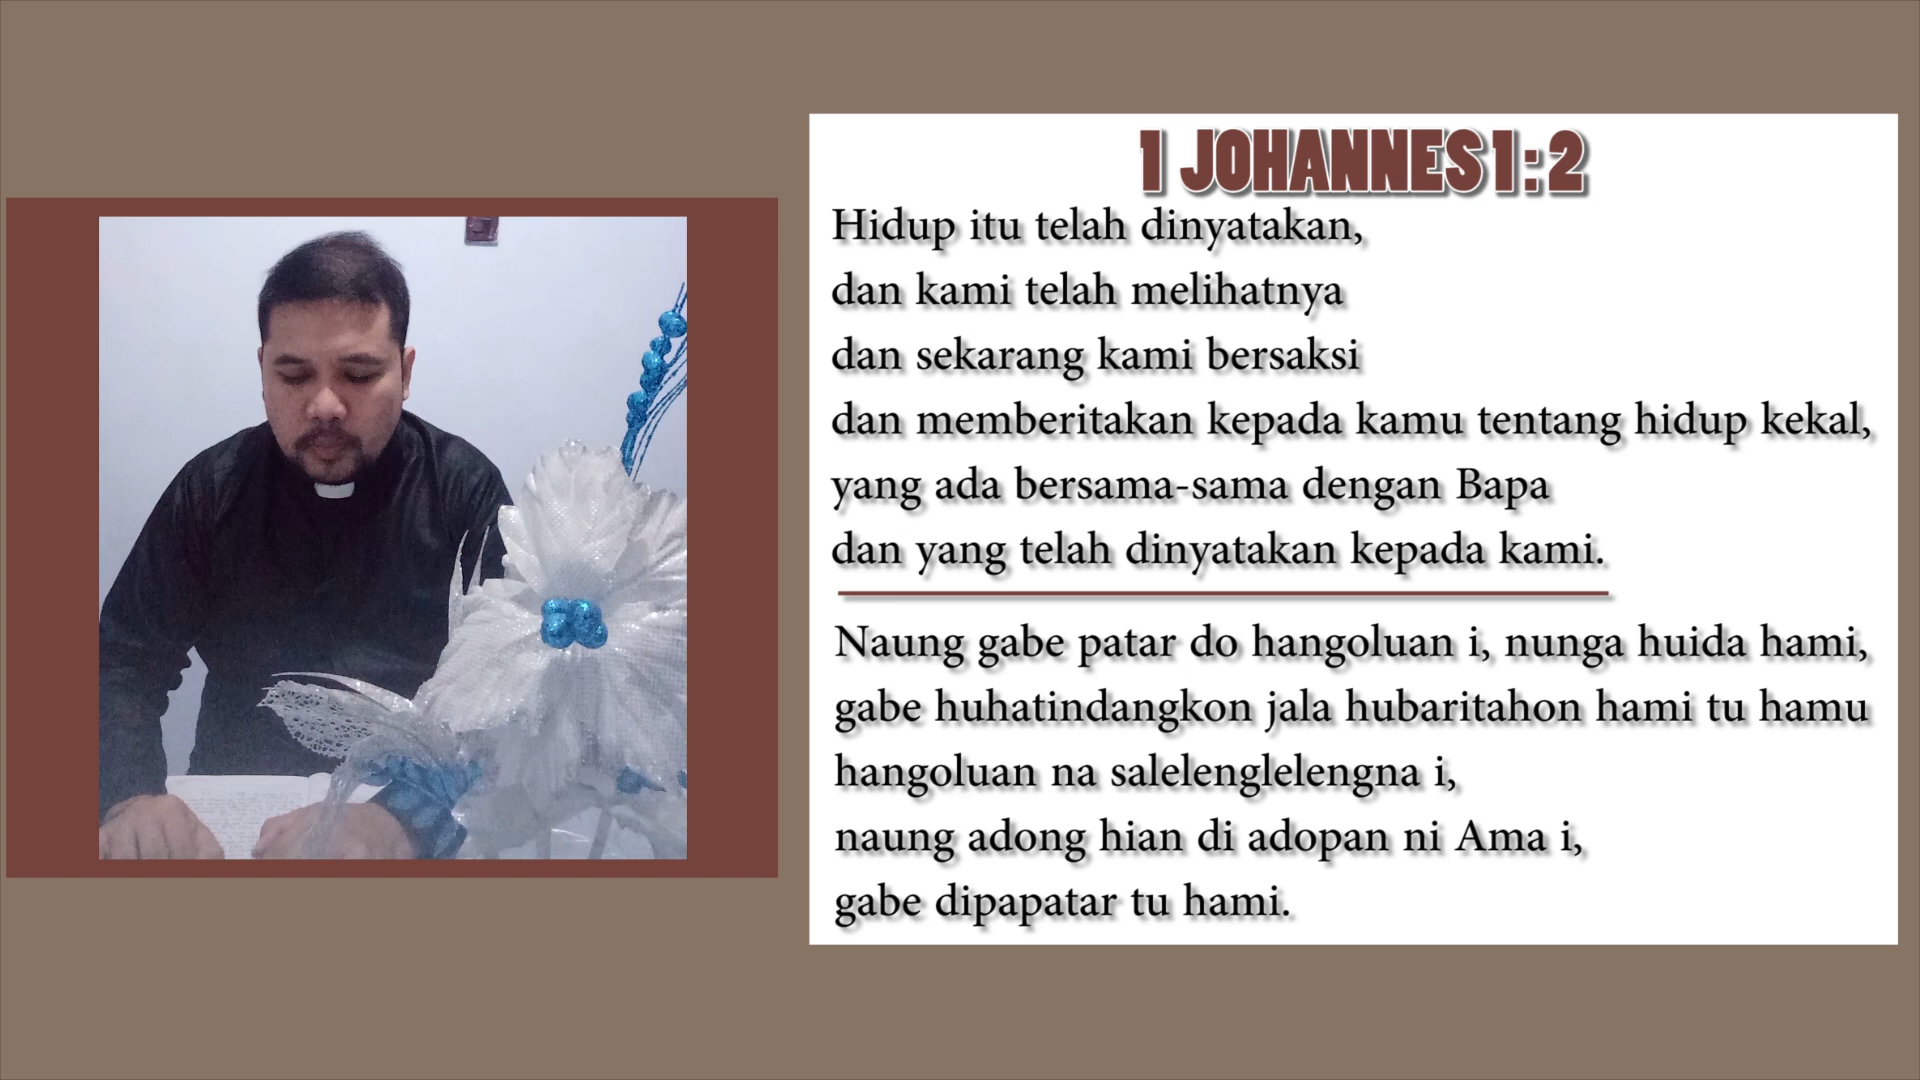 1 JOHANNES 1:2
Hidup itu telah dinyatakan,
dan kami telah melihatnya
dan sekarang kami bersaksi
dan memberitakan kepada kamu tentang hidup kekal,
yang ada bersama-sama dengan Bapa
dan yang telah dinyatakan kepada kami.
Naung gabe patar do hangoluan i, nunga huida hami,
gabe huhatindangkon jala hubaritahon hami tu hamu
hangoluan na salelenglelengna i,
naung adong hian di adopan ni Ama i,
gabe dipapatar tu hami.